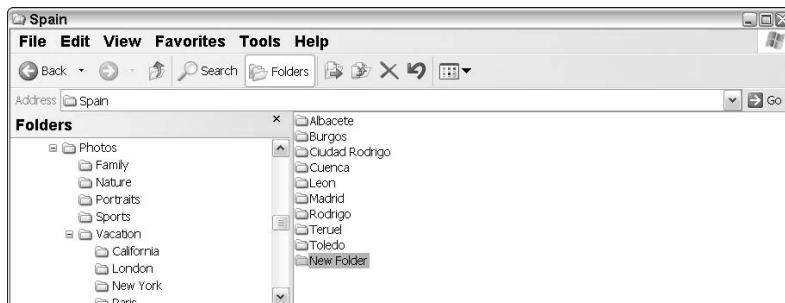 Spain
File Edit View Favorites Tools Help
Back Search Folders
Address Spain Go
Folders
Photos
Family
Nature
Portraits
Sports
Vacation
California
London
New York
Paris
Albacete
Burgos
Ciudad Rodrigo
Cuenca
Leon
Madrid
Rodrigo
Teruel
Toledo
New Folder